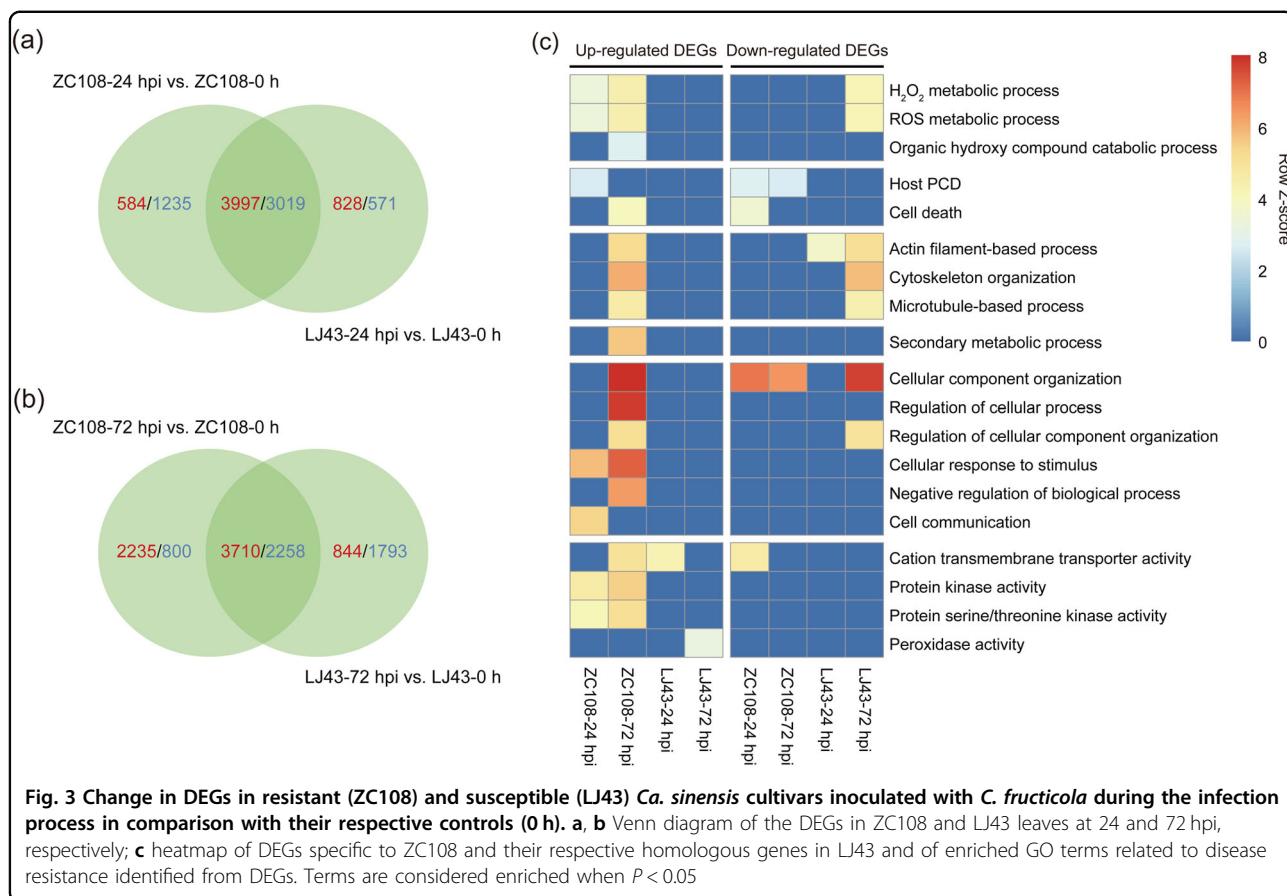 (a)
ZC108-24 hpi vs. ZC108-0 h
584/1235
3997/3019
828/571
LJ43-24 hpi vs. LJ43-0 h
(b)
ZC108-72 hpi vs. ZC108-0 h
2235/800
3710/2258
844/1793
LJ43-72 hpi vs. LJ43-0 h
(c)
Up-regulated DEGs
Down-regulated DEGs
H₂O₂ metabolic process
ROS metabolic process
Organic hydroxy compound catabolic process
Host PCD
Cell death
Actin filament-based process
Cytoskeleton organization
Microtubule-based process
Secondary metabolic process
Cellular component organization
Regulation of cellular process
Regulation of cellular component organization
Cellular response to stimulus
Negative regulation of biological process
Cell communication
Cation transmembrane transporter activity
Protein kinase activity
Protein serine/threonine kinase activity
Peroxidase activity
ZC108-24 hpi
ZC108-72 hpi
LJ43-24 hpi
LJ43-72 hpi
ZC108-24 hpi
ZC108-72 hpi
LJ43-24 hpi
LJ43-72 hpi
8
6
4
2
0
Row Z-score
Fig. 3 Change in DEGs in resistant (ZC108) and susceptible (LJ43) Ca. sinensis cultivars inoculated with C. fructicola during the infection
process in comparison with their respective controls (0 h). a, b Venn diagram of the DEGs in ZC108 and LJ43 leaves at 24 and 72 hpi,
respectively; c heatmap of DEGs specific to ZC108 and their respective homologous genes in LJ43 and of enriched GO terms related to disease
resistance identified from DEGs. Terms are considered enriched when P < 0.05